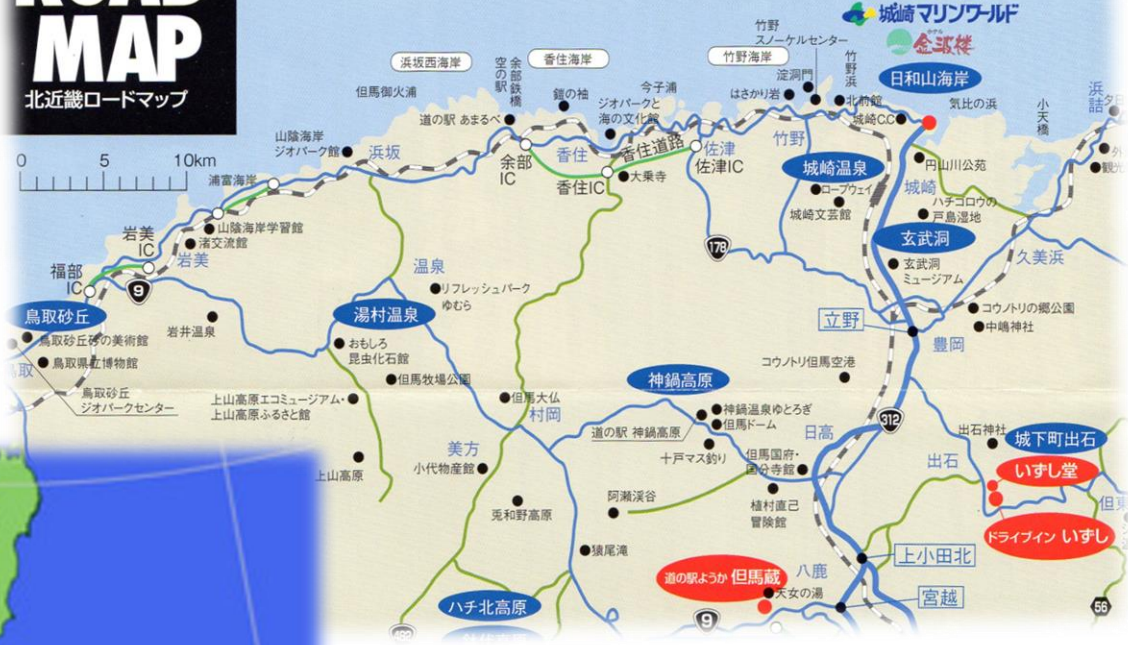 MAP
北近畿ロードマップ
0 5 10km
城崎マリンワールド
ホテル
金波楼
日和山海岸
竹野
スノーケルセンター
浜坂西海岸
余部鉄橋
空の駅
香住海岸
竹野海岸
淀洞門
竹野浜
はさかり岩
北前館
城崎C.C
気比の浜
小天橋
浜詰
但馬御火浦
鎧の袖
今子浦
ジオパークと
海の文化館
道の駅 あまるべ
山陰海岸
ジオパーク館
浜坂
余部
IC
香住
香住道路
香住IC
大乗寺
佐津
佐津IC
竹野
城崎温泉
ロープウェイ
城崎文芸館
城崎
円山川公苑
ハチゴロウの
戸島湿地
浦富海岸
山陰海岸学習館
渚交流館
岩美
IC
岩美
福部
IC
9
178
玄武洞
玄武洞
ミュージアム
久美浜
温泉
リフレッシュパーク
ゆむら
湯村温泉
鳥取砂丘
鳥取砂丘砂の美術館
鳥取県立博物館
鳥取砂丘
ジオパークセンター
岩井温泉
おもしろ
昆虫化石館
但馬牧場公園
上山高原エコミュージアム・
上山高原ふるさと館
上山高原
立野
豊岡
コウノトリの郷公園
中嶋神社
コウノトリ但馬空港
神鍋高原
神鍋温泉ゆとろぎ
但馬ドーム
道の駅 神鍋高原
十戸マス釣り
但馬大仏
村岡
美方
小代物産館
兎和野高原
日高
312
但馬国府・
国分寺館
植村直己
冒険館
阿瀬渓谷
猿尾滝
出石神社
城下町出石
出石
いずし堂
ドライブイン いずし
上小田北
八鹿
道の駅ようか 但馬蔵
天女の湯
宮越
ハチ北高原
9
56
482